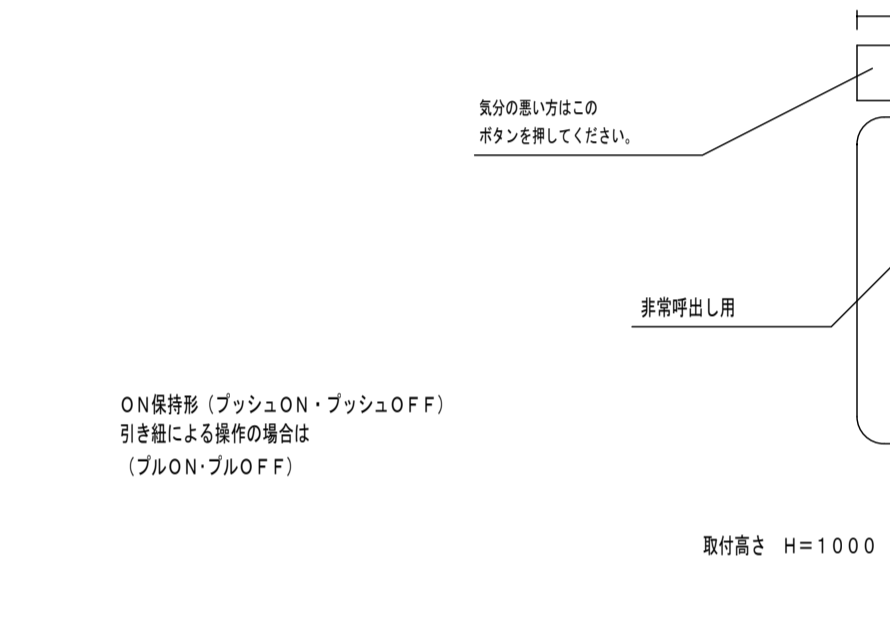 気分の悪い方はこの
ボタンを押してください。
非常呼出し用
ON保持形（プッシュON・プッシュOFF）
引き紐による操作の場合は
（プルON・プルOFF）
取付高さ　H=1000